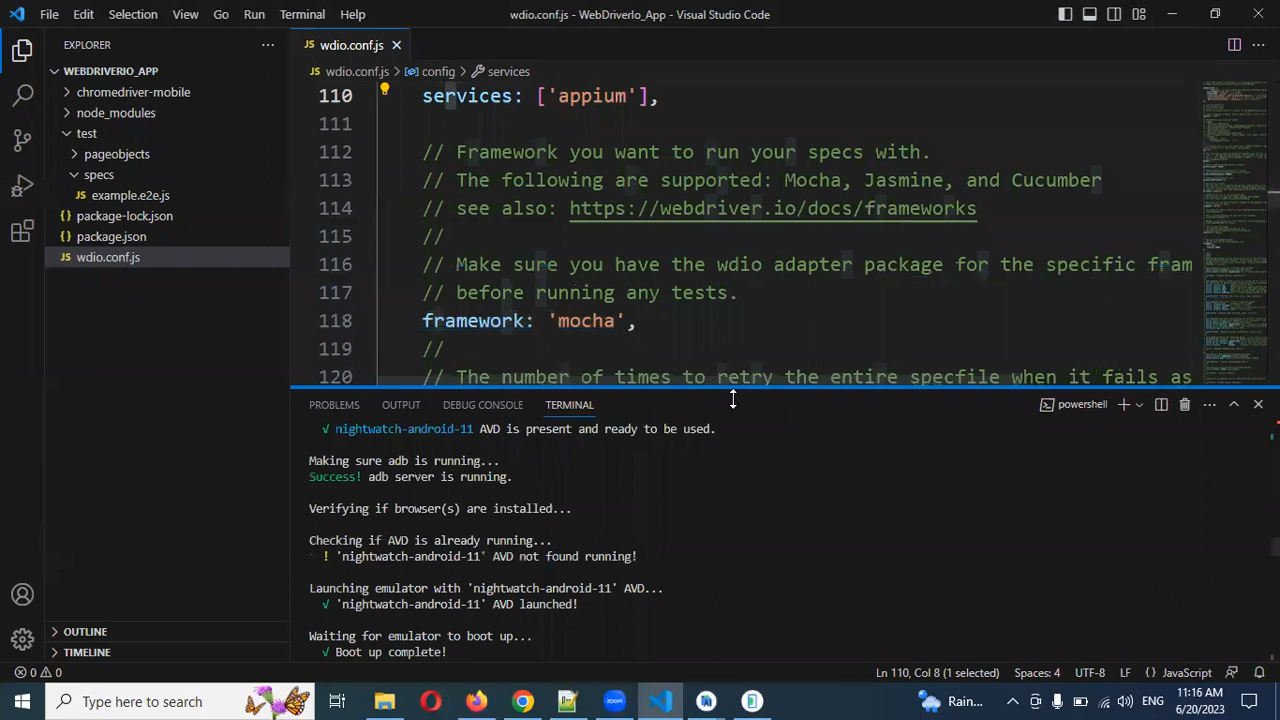 File Edit Selection View Go Run Terminal Help
wdio.conf.js - WebDriverIo_App - Visual Studio Code
EXPLORER
WEBDRIVERIO_APP
chromedriver-mobile
node_modules
test
pageobjects
specs
JS example.e2e.js
{} package-lock.json
{} package.json
JS wdio.conf.js
OUTLINE
TIMELINE
JS wdio.conf.js
JS wdio.conf.js > config > services
110 services: ['appium'],
111
112 // Framework you want to run your specs with.
113 // The following are supported: Mocha, Jasmine, and Cucumber
114 // see also: https://webdriver.io/docs/frameworks
115 //
116 // Make sure you have the wdio adapter package for the specific fram
117 // before running any tests.
118 framework: 'mocha',
119 //
120 // The number of times to retry the entire specfile when it fails as
PROBLEMS OUTPUT DEBUG CONSOLE TERMINAL
powershell
√ nightwatch-android-11 AVD is present and ready to be used.
Making sure adb is running...
Success! adb server is running.
Verifying if browser(s) are installed...
Checking if AVD is already running...
! 'nightwatch-android-11' AVD not found running!
Launching emulator with 'nightwatch-android-11' AVD...
√ 'nightwatch-android-11' AVD launched!
Waiting for emulator to boot up...
√ Boot up complete!
0 0
Ln 110, Col 8 (1 selected) Spaces: 4 UTF-8 LF {} JavaScript
Type here to search
zoom
Rain...
ENG
11:16 AM
6/20/2023